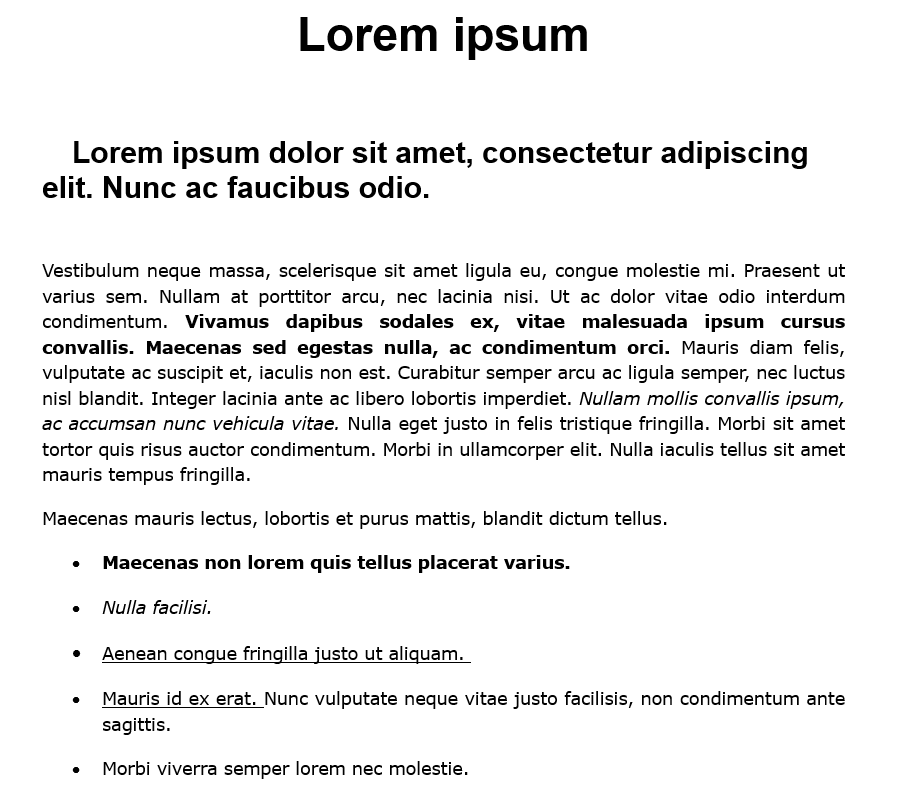 Lorem ipsum
Lorem ipsum dolor sit amet, consectetur adipiscing
elit. Nunc ac faucibus odio.
Vestibulum neque massa, scelerisque sit amet ligula eu, congue molestie mi. Praesent ut
varius sem. Nullam at porttitor arcu, nec lacinia nisi. Ut ac dolor vitae odio interdum
condimentum. Vivamus dapibus sodales ex, vitae malesuada ipsum cursus
convallis. Maecenas sed egestas nulla, ac condimentum orci. Mauris diam felis,
vulputate ac suscipit et, iaculis non est. Curabitur semper arcu ac ligula semper, nec luctus
nisl blandit. Integer lacinia ante ac libero lobortis imperdiet. Nullam mollis convallis ipsum,
ac accumsan nunc vehicula vitae. Nulla eget justo in felis tristique fringilla. Morbi sit amet
tortor quis risus auctor condimentum. Morbi in ullamcorper elit. Nulla iaculis tellus sit amet
mauris tempus fringilla.
Maecenas mauris lectus, lobortis et purus mattis, blandit dictum tellus.
• Maecenas non lorem quis tellus placerat varius.
• Nulla facilisi.
• Aenean congue fringilla justo ut aliquam.
• Mauris id ex erat. Nunc vulputate neque vitae justo facilisis, non condimentum ante
sagittis.
• Morbi viverra semper lorem nec molestie.